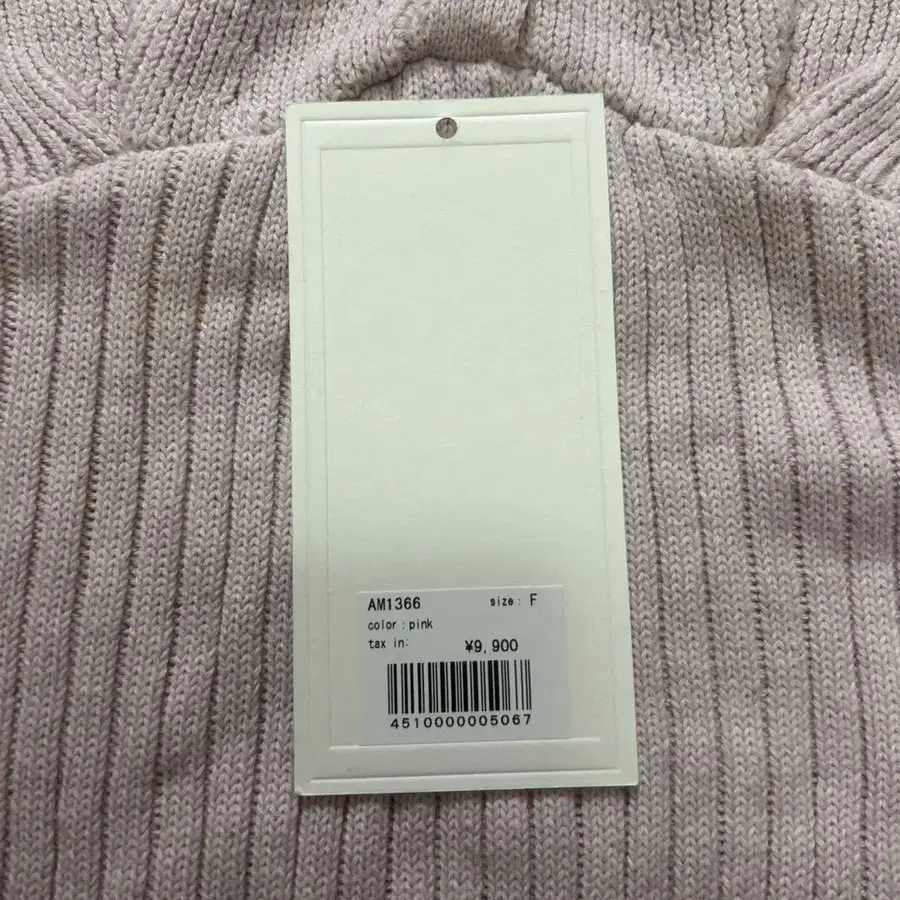 AM1366 size: F
color : pink
tax in: ¥9,900
4510000005067